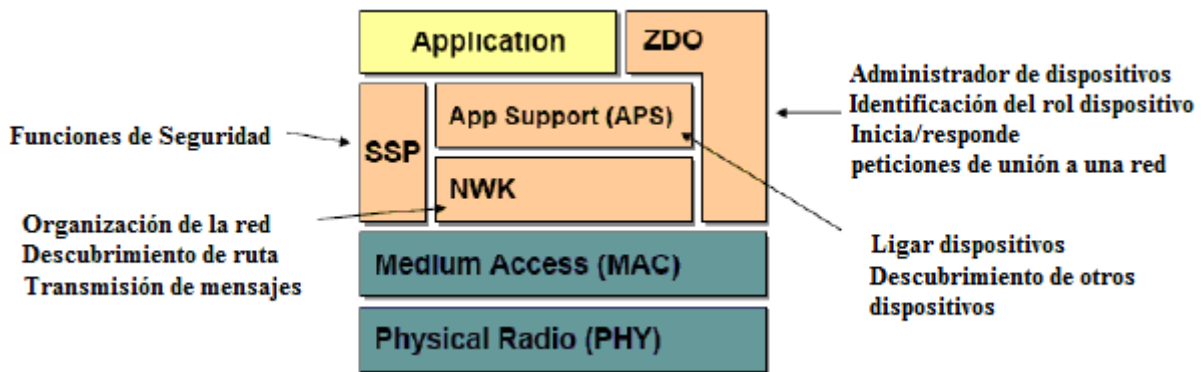 Application
ZDO
Funciones de Seguridad
SSP
App Support (APS)
NWK
Administrador de dispositivos
Identificación del rol dispositivo
Inicia/responde
peticiones de unión a una red
Organización de la red
Descubrimiento de ruta
Transmisión de mensajes
Ligar dispositivos
Descubrimiento de otros
dispositivos
Medium Access (MAC)
Physical Radio (PHY)